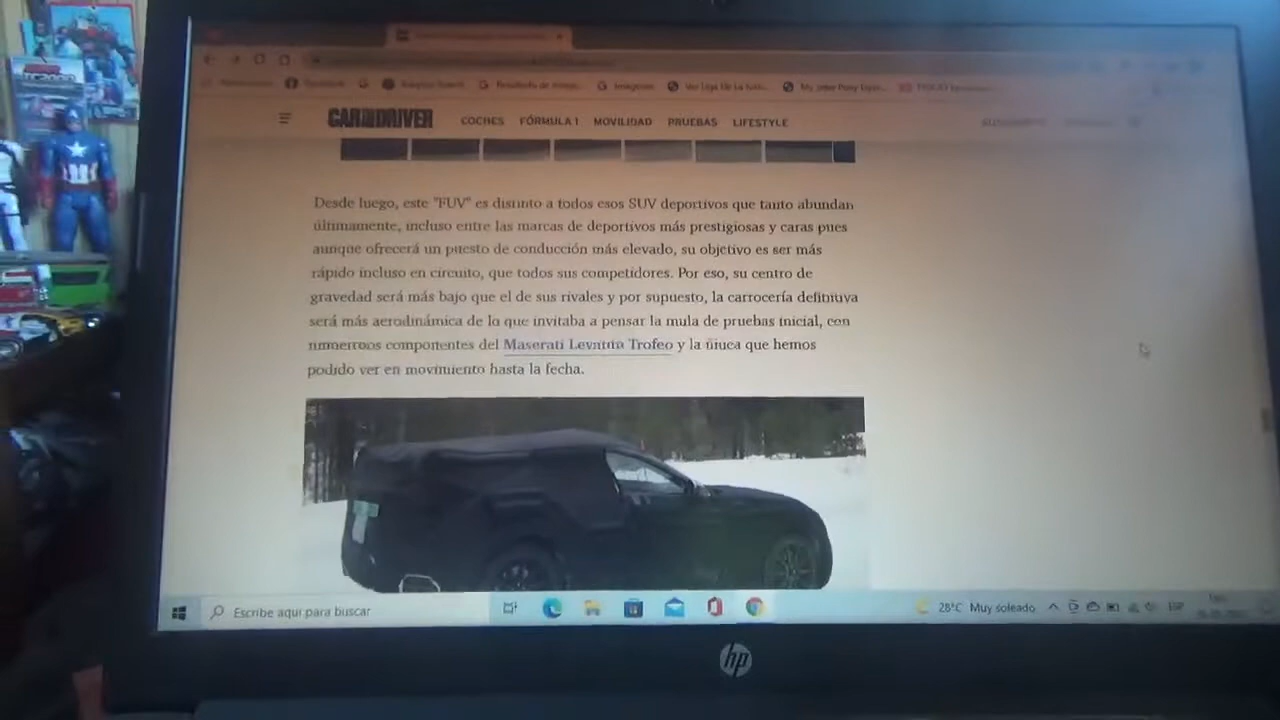 CAR AND DRIVER
COCHES FÓRMULA 1 MOVILIDAD PRUEBAS LIFESTYLE
Desde luego, este "FUV" es distinto a todos esos SUV deportivos que tanto abundan
últimamente, incluso entre las marcas de deportivos más prestigiosas y caras pues
aunque ofrecerá un puesto de conducción más elevado, su objetivo es ser más
rápido incluso en circuito, que todos sus competidores. Por eso, su centro de
gravedad será más bajo que el de sus rivales y por supuesto, la carrocería definitiva
será más aerodinámica de lo que invitaba a pensar la mula de pruebas inicial, con
numerosos componentes del Maserati Levante Trofeo y la única que hemos
podido ver en movimiento hasta la fecha.
Escribe aquí para buscar
28°C Muy soleado
ESP
hp